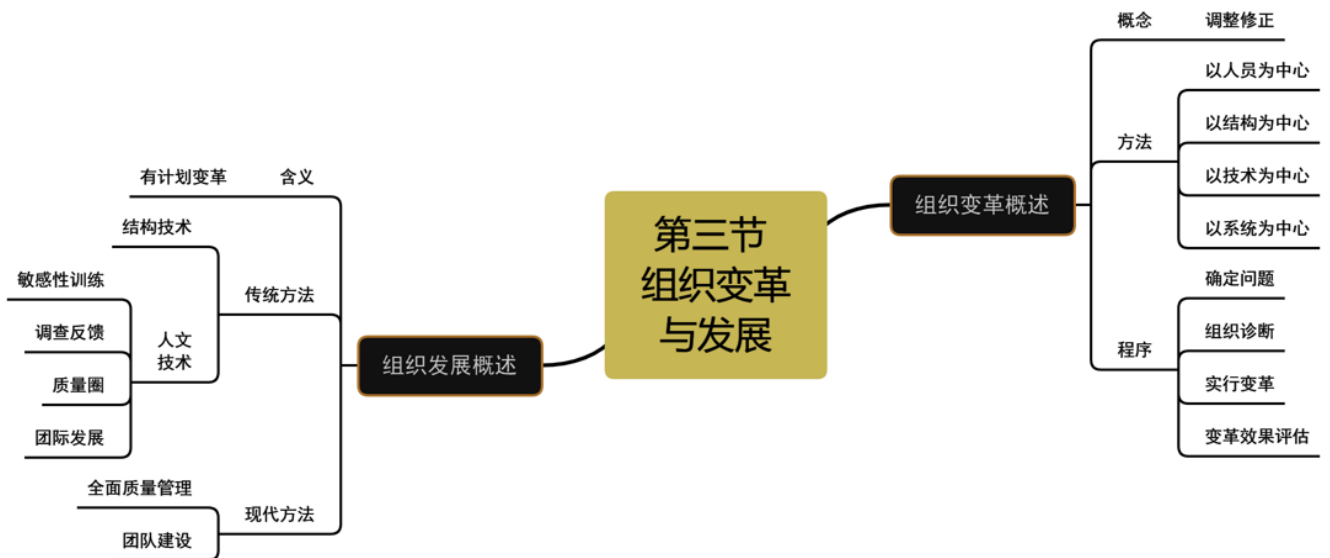 第三节
组织变革
与发展
组织变革概述
概念
调整修正
方法
以人员为中心
以结构为中心
以技术为中心
以系统为中心
程序
确定问题
组织诊断
实行变革
变革效果评估
组织发展概述
含义
有计划变革
传统方法
结构技术
人文
技术
敏感性训练
调查反馈
质量圈
团际发展
现代方法
全面质量管理
团队建设